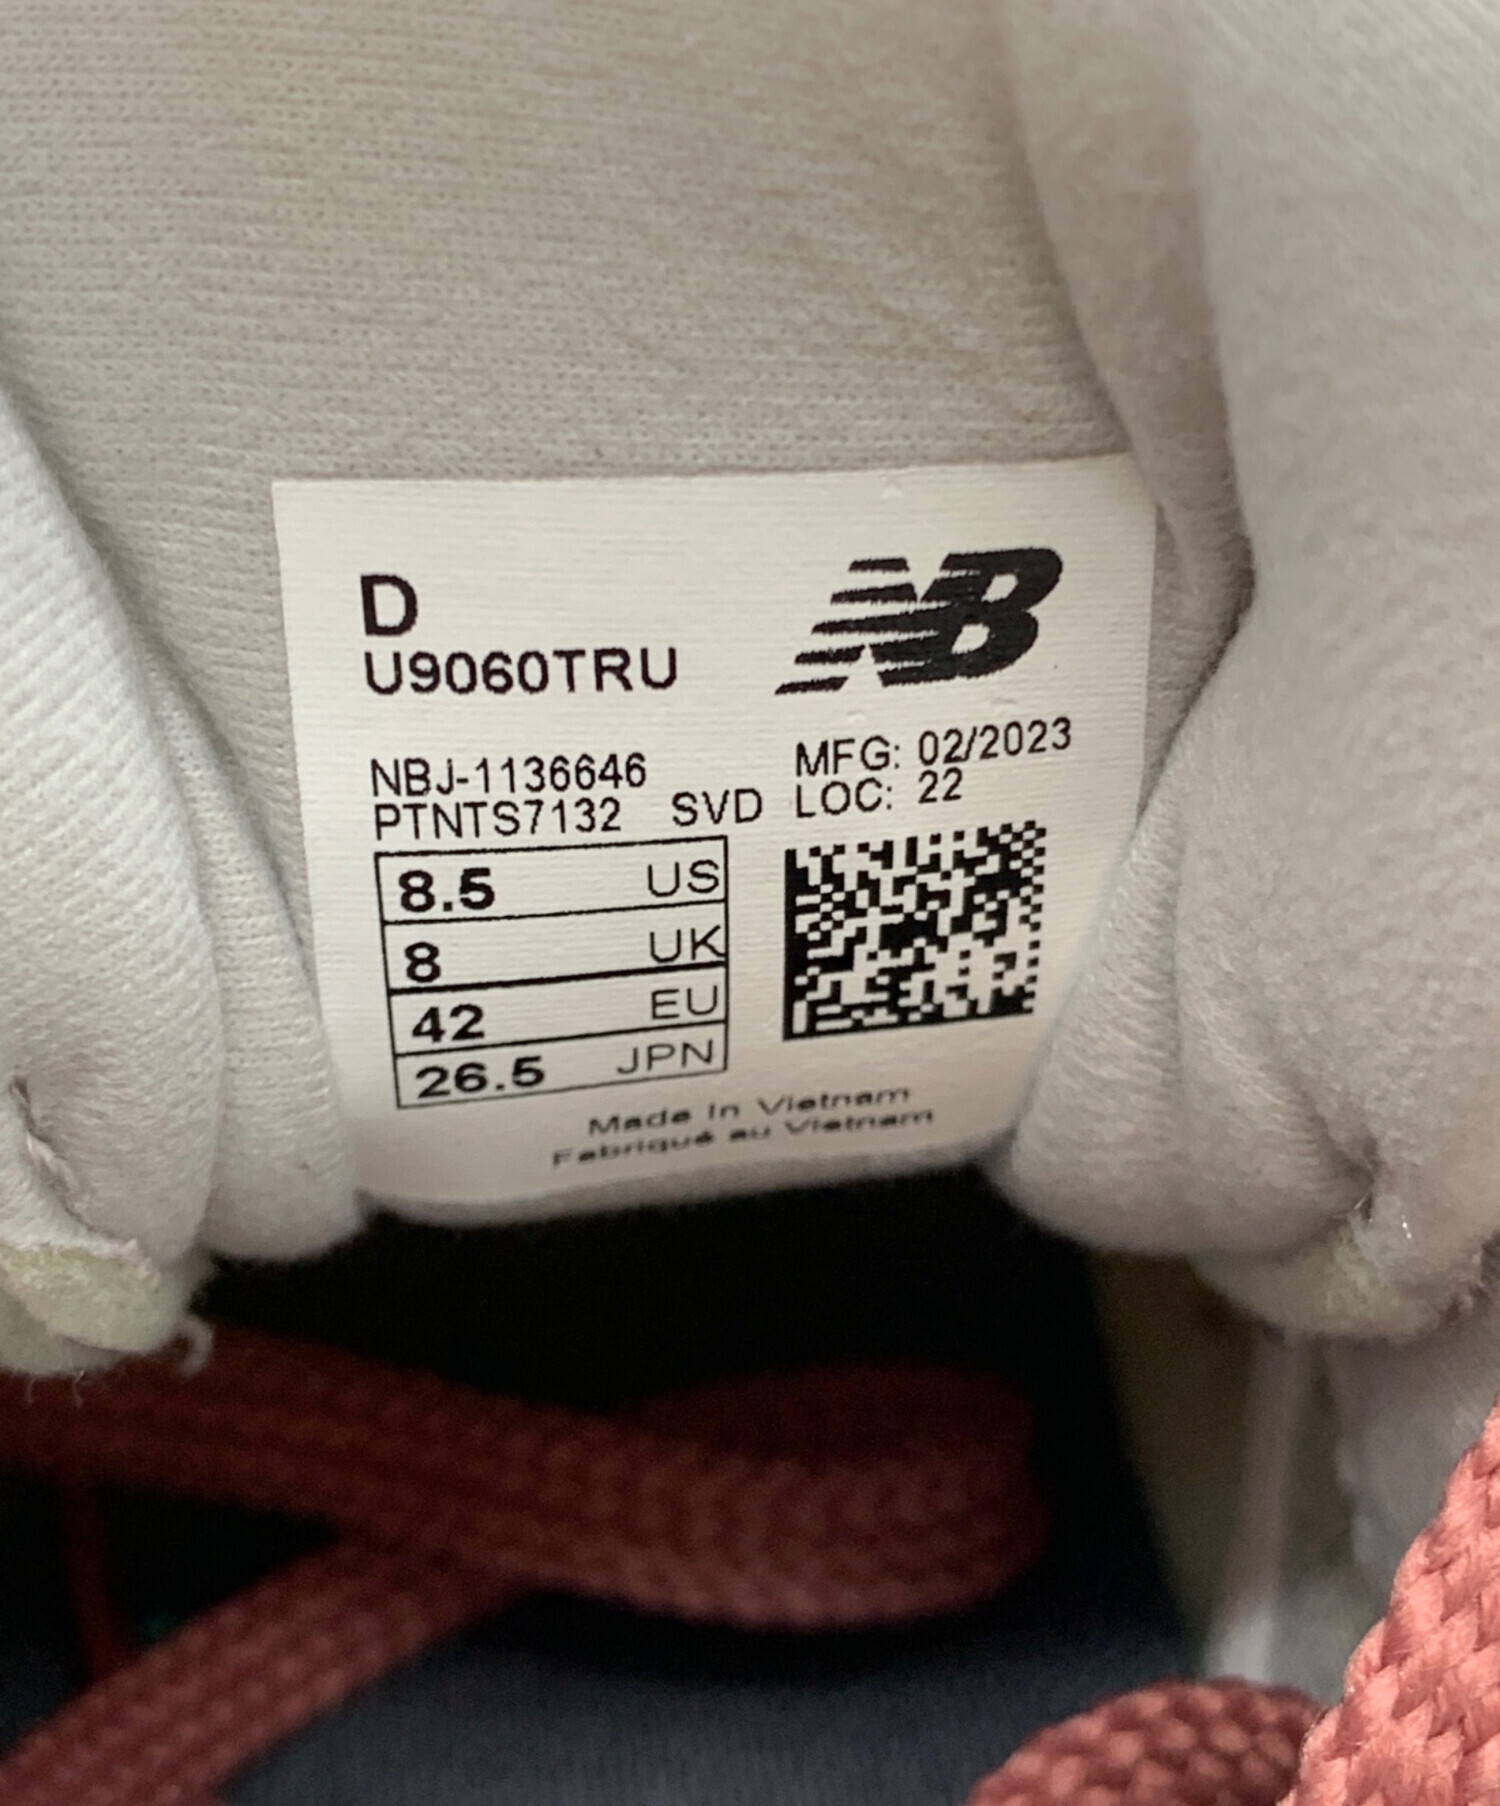 D
NB
U9060TRU
NBJ-1136646
MFG: 02/2023
PTNTS7132 SVD
LOC: 22
8.5 US
8 UK
42 EU
26.5 JPN
Made in Vietnam
Fabriqué au Vietnam